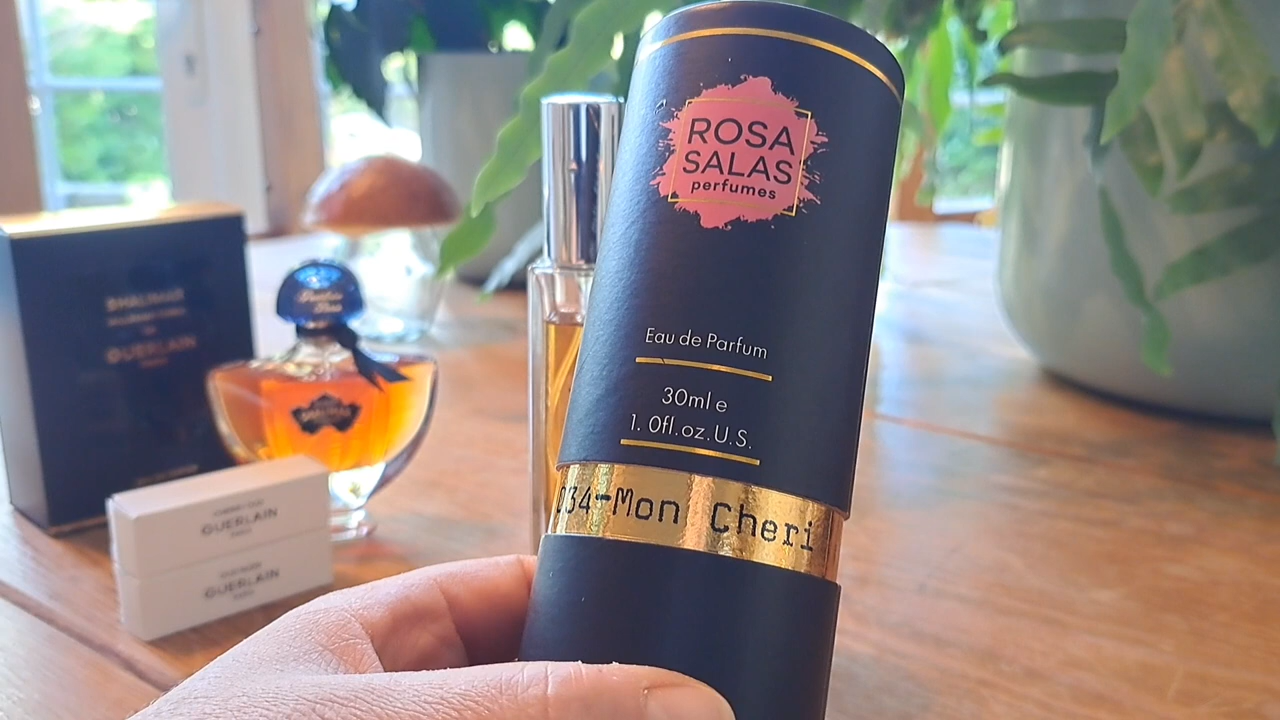 ROSA
SALAS
perfumes
Eau de Parfum
30ml e
1. 0fl.oz.U.S.
034-Mon Cheri
SHALIMAR
GUERLAIN
GUERLAIN
GUERLAIN